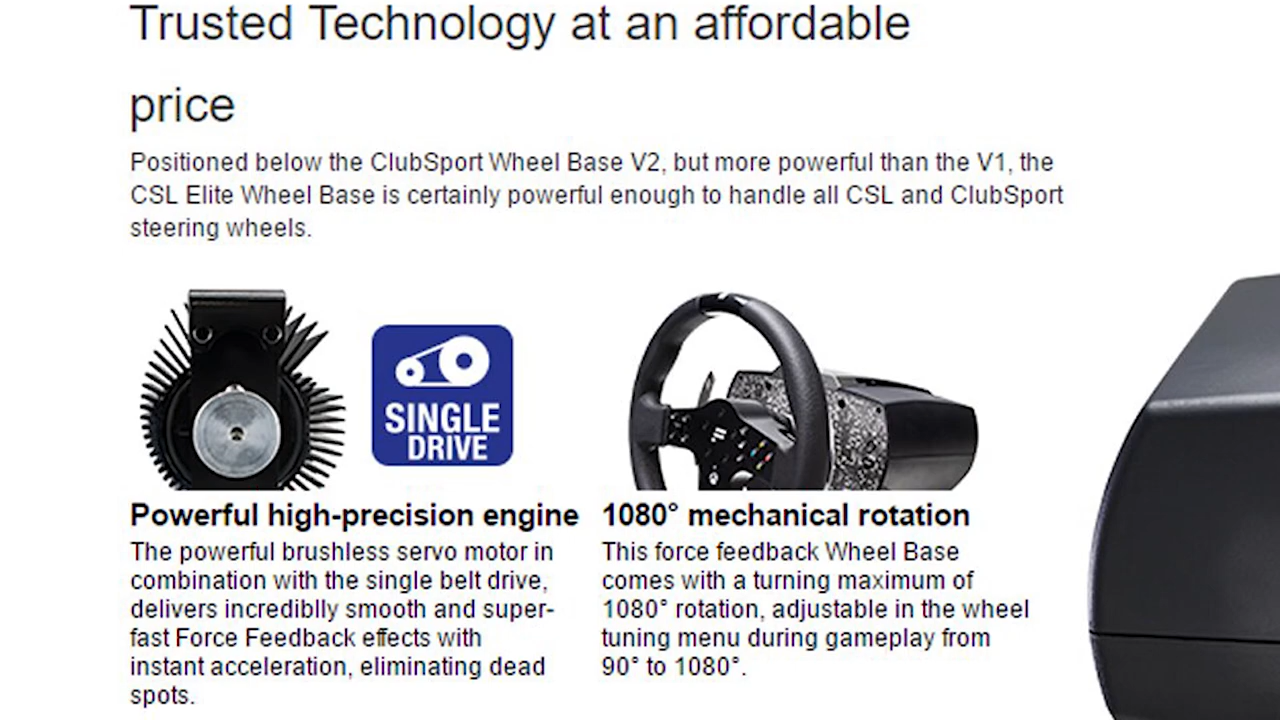 Trusted Technology at an affordable
price
Positioned below the ClubSport Wheel Base V2, but more powerful than the V1, the
CSL Elite Wheel Base is certainly powerful enough to handle all CSL and ClubSport
steering wheels.
SINGLE
DRIVE
Powerful high-precision engine
The powerful brushless servo motor in
combination with the single belt drive,
delivers incrediblly smooth and super-
fast Force Feedback effects with
instant acceleration, eliminating dead
spots.
1080° mechanical rotation
This force feedback Wheel Base
comes with a turning maximum of
1080° rotation, adjustable in the wheel
tuning menu during gameplay from
90° to 1080°.